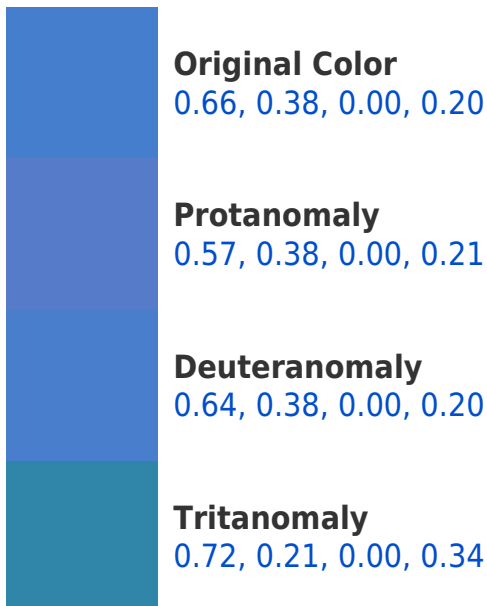 Original Color
0.66, 0.38, 0.00, 0.20
Protanomaly
0.57, 0.38, 0.00, 0.21
Deuteranomaly
0.64, 0.38, 0.00, 0.20
Tritanomaly
0.72, 0.21, 0.00, 0.34